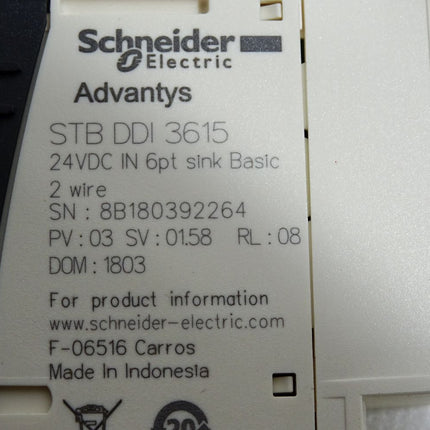 Schneider
Electric
Advantys
STB DDI 3615
24VDC IN 6pt sink Basic
2 wire
SN : 8B180392264
PV : 03 SV : 01.58 RL : 08
DOM : 1803
For product information
www.schneider-electric.com
F-06516 Carros
Made In Indonesia
20